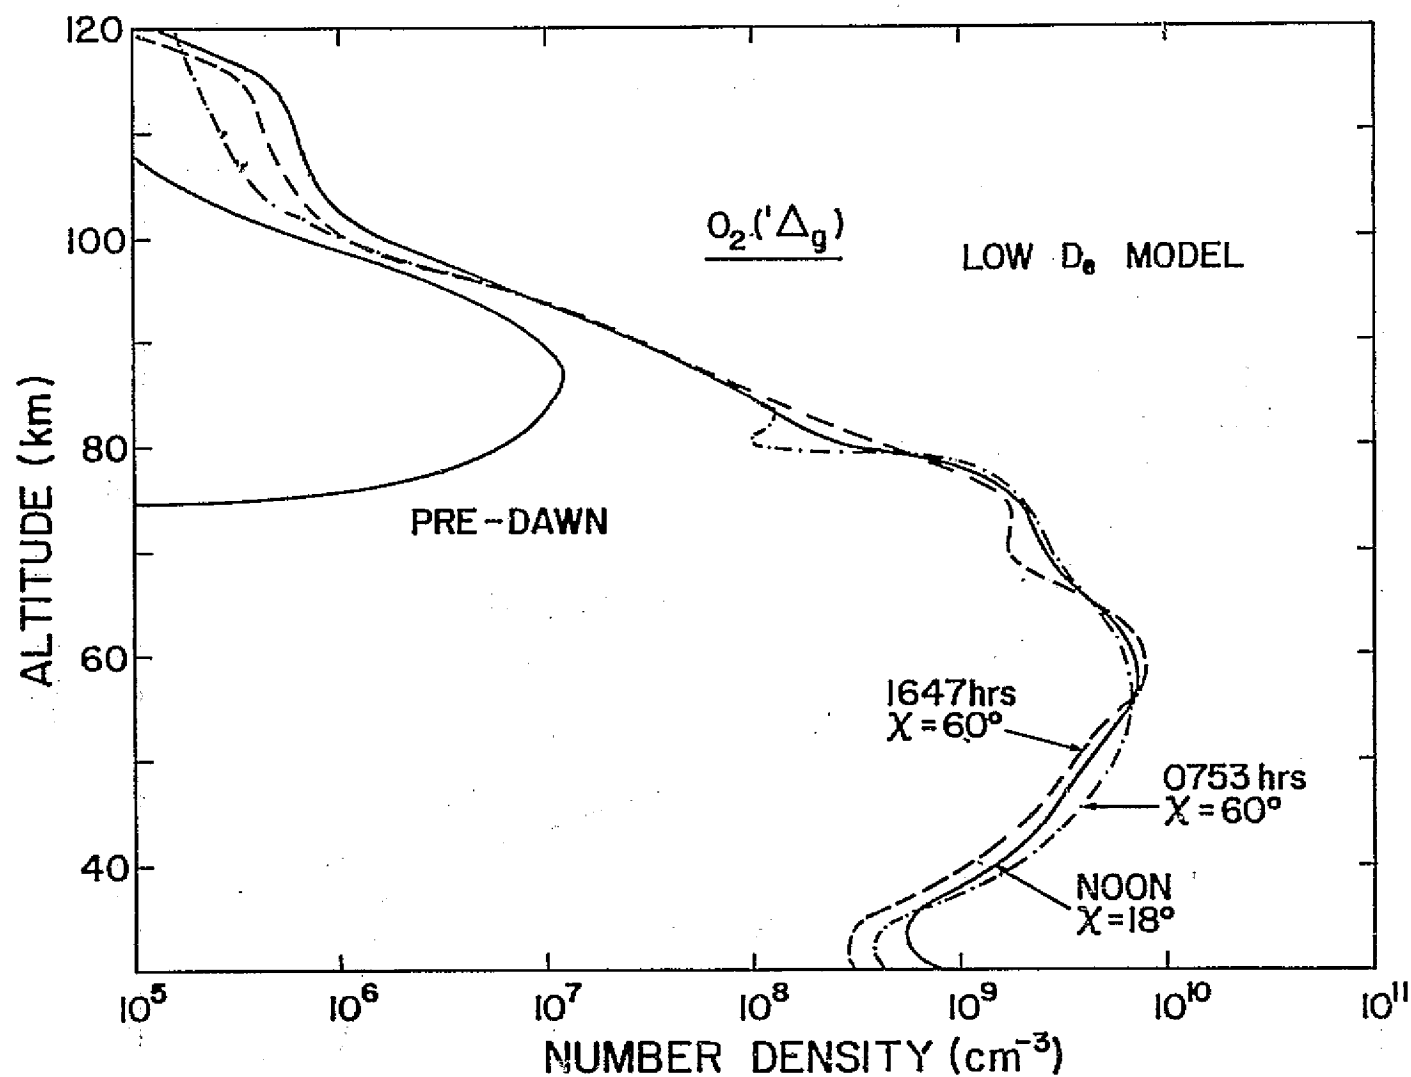 120
100
80
60
40
ALTITUDE (km)
O₂(¹Δg)
LOW Dₑ MODEL
PRE-DAWN
1647hrs
χ=60°
0753 hrs
χ=60°
NOON
χ=18°
10⁵ 10⁶ 10⁷ 10⁸ 10⁹ 10¹⁰ 10¹¹
NUMBER DENSITY (cm⁻³)